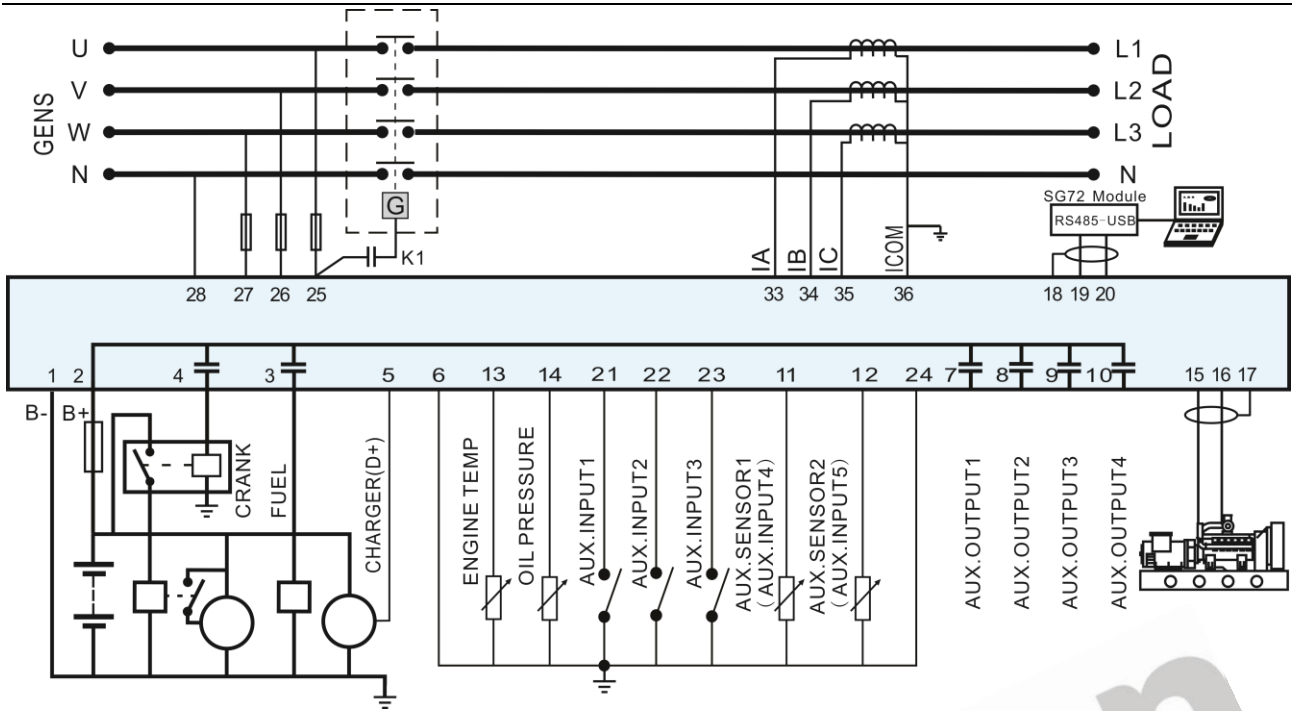 GENS
U
V
W
N
G
K1
L1
L2
L3
N
LOAD
SG72 Module
RS485-USB
IA
IB
IC
ICOM
28
27
26
25
33
34
35
36
18
19
20
1
2
4
3
5
6
13
14
21
22
23
11
12
24
7
8
9
10
15
16
17
B-
B+
CRANK
FUEL
CHARGER(D+)
ENGINE TEMP
OIL PRESSURE
AUX.INPUT1
AUX.INPUT2
AUX.INPUT3
AUX.SENSOR1
(AUX.INPUT4)
AUX.SENSOR2
(AUX.INPUT5)
AUX.OUTPUT1
AUX.OUTPUT2
AUX.OUTPUT3
AUX.OUTPUT4